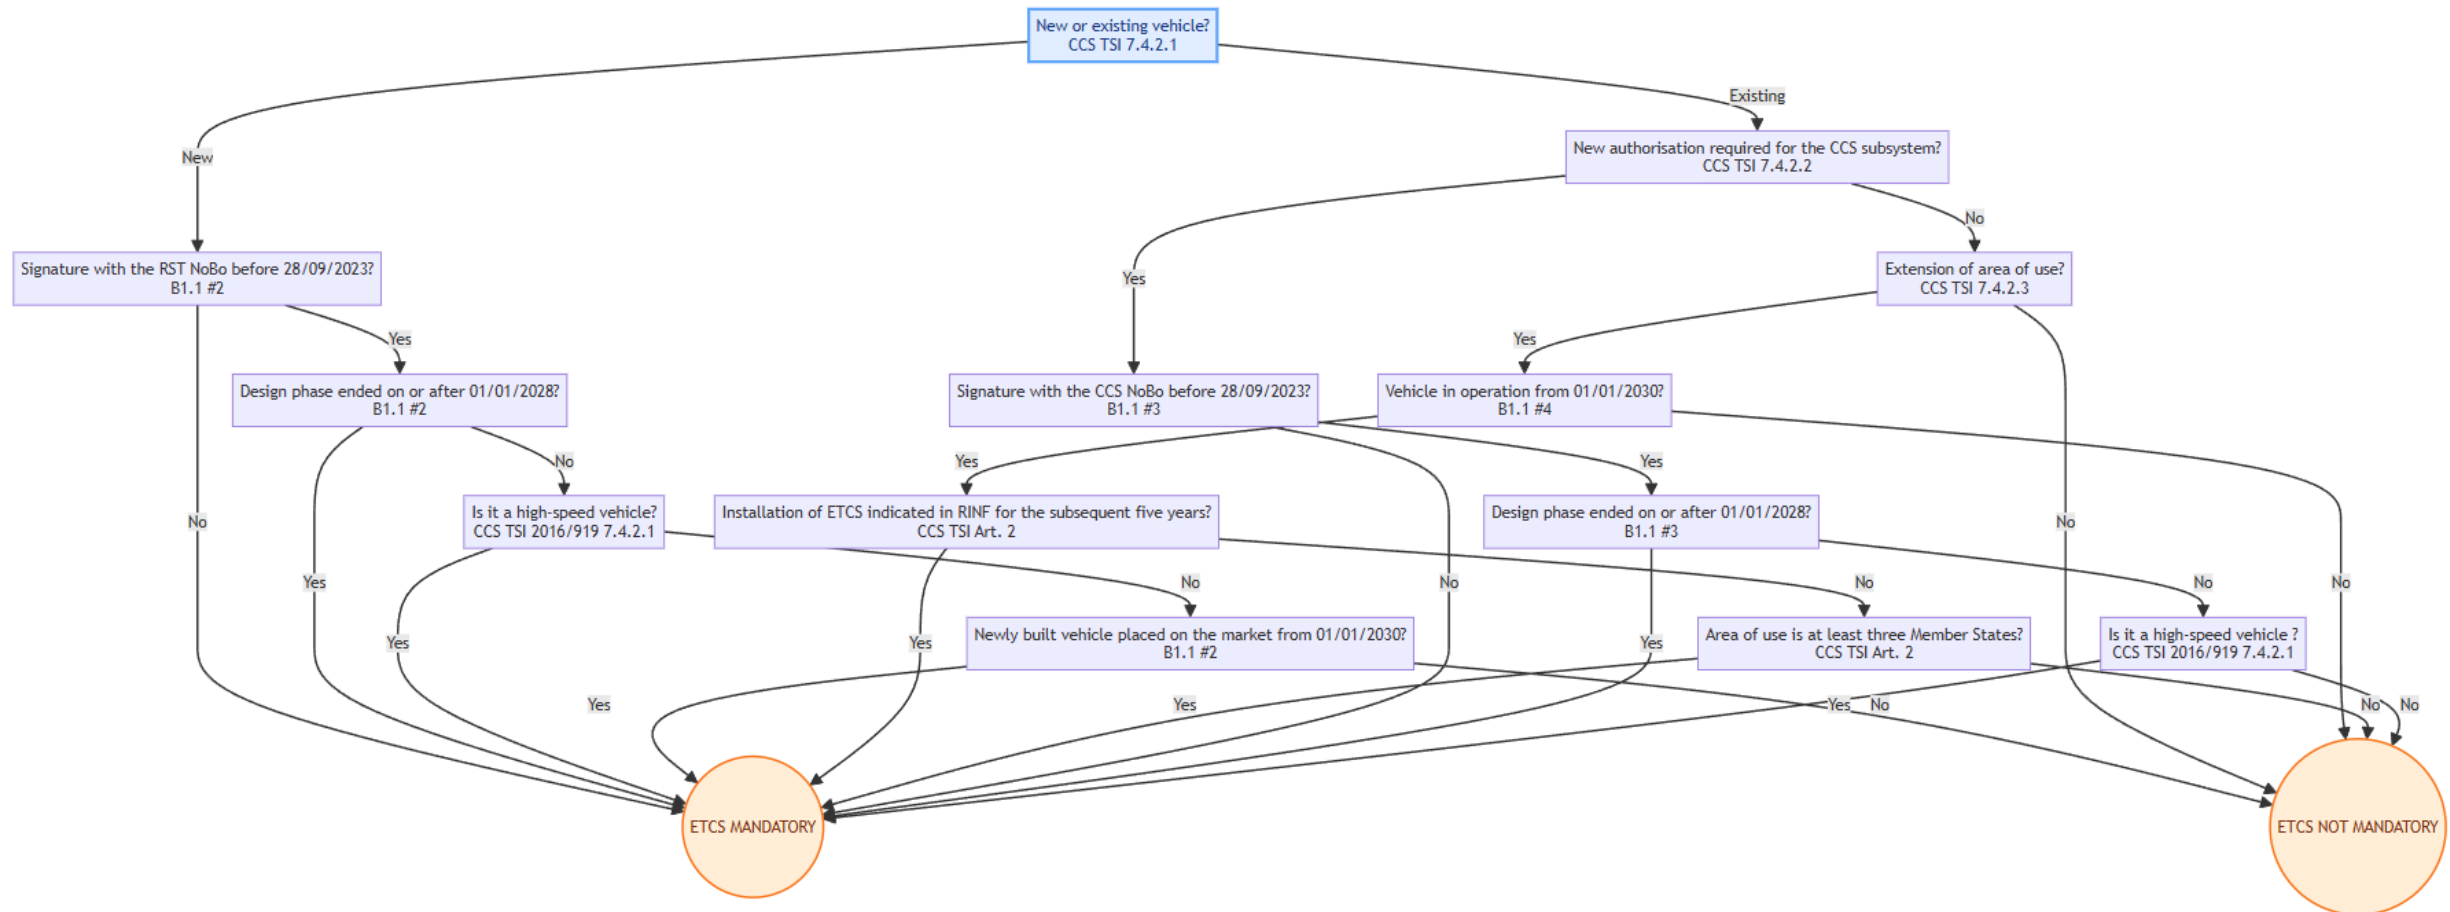 New or existing vehicle?
CCS TSI 7.4.2.1
Existing
New authorisation required for the CCS subsystem?
CCS TSI 7.4.2.2
New
No
Signature with the RST NoBo before 28/09/2023?
B1.1 #2
Yes
Extension of area of use?
CCS TSI 7.4.2.3
Yes
Yes
Design phase ended on or after 01/01/2028?
B1.1 #2
Signature with the CCS NoBo before 28/09/2023?
B1.1 #3
Vehicle in operation from 01/01/2030?
B1.1 #4
No
Yes
Yes
Is it a high-speed vehicle?
CCS TSI 2016/919 7.4.2.1
Installation of ETCS indicated in RINF for the subsequent five years?
CCS TSI Art. 2
Design phase ended on or after 01/01/2028?
B1.1 #3
No
No
Yes
No
No
No
No
No
Yes
Yes
Newly built vehicle placed on the market from 01/01/2030?
B1.1 #2
Yes
Area of use is at least three Member States?
CCS TSI Art. 2
Is it a high-speed vehicle ?
CCS TSI 2016/919 7.4.2.1
Yes
Yes
Yes
No
No
No
ETCS MANDATORY
ETCS NOT MANDATORY